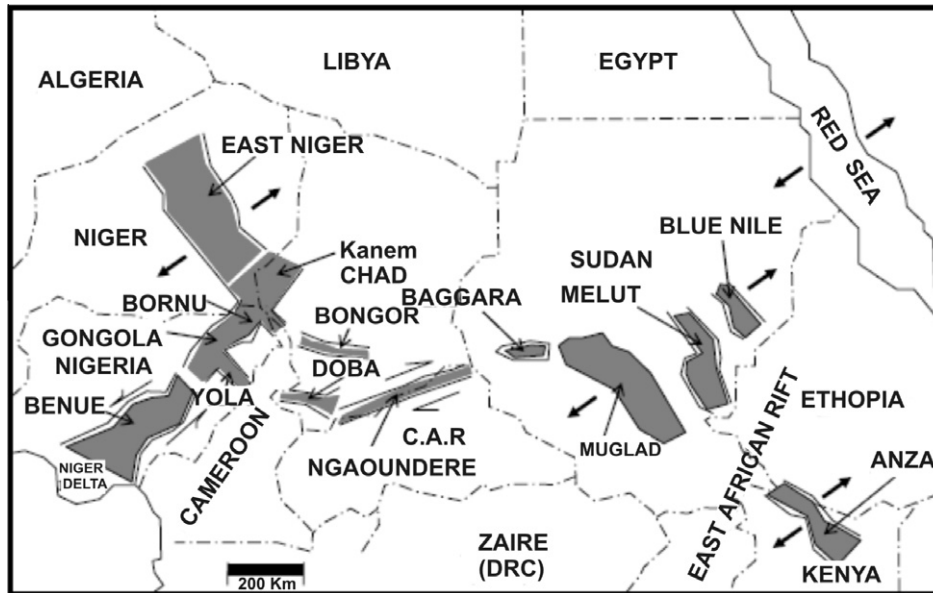 LIBYA
EGYPT
ALGERIA
EAST NIGER
RED SEA
NIGER
Kanem
CHAD
BLUE NILE
SUDAN
MELUT
BORNU
BAGGARA
BONGOR
GONGOLA
NIGERIA
DOBA
BENUE
YOLA
ETHOPIA
C.A.R
NGAOUNDERE
MUGLAD
EAST AFRICAN RIFT
ANZA
NIGER
DELTA
CAMEROON
ZAIRE
(DRC)
KENYA
200 Km